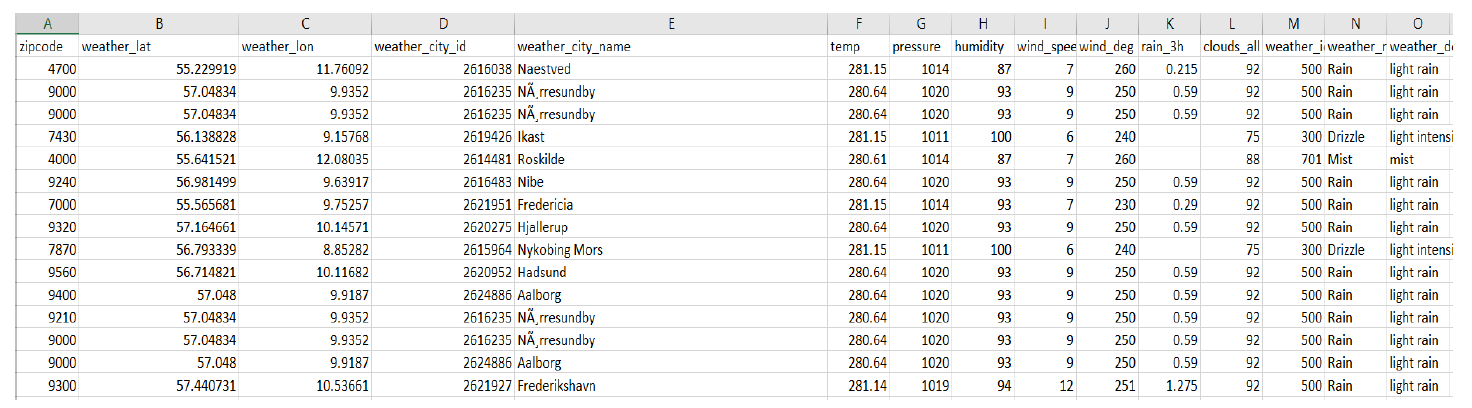 A B C D E F G H I J K L M N O
zipcode weather_lat weather_lon weather_city_id weather_city_name temp pressure humidity wind_spee wind_deg rain_3h clouds_all weather_i weather_r weather_de
4700 55.229919 11.76092 2616038 Naestved 281.15 1014 87 7 260 0.215 92 500 Rain light rain
9000 57.04834 9.9352 2616235 NÃ¸rresundby 280.64 1020 93 9 250 0.59 92 500 Rain light rain
9000 57.04834 9.9352 2616235 NÃ¸rresundby 280.64 1020 93 9 250 0.59 92 500 Rain light rain
7430 56.138828 9.15768 2619426 Ikast 281.15 1011 100 6 240 75 300 Drizzle light intensi
4000 55.641521 12.08035 2614481 Roskilde 280.61 1014 87 7 260 88 701 Mist mist
9240 56.981499 9.63917 2616483 Nibe 280.64 1020 93 9 250 0.59 92 500 Rain light rain
7000 55.565681 9.75257 2621951 Fredericia 281.15 1014 93 7 230 0.29 92 500 Rain light rain
9320 57.164661 10.14571 2620275 Hjallerup 280.64 1020 93 9 250 0.59 92 500 Rain light rain
7870 56.793339 8.85282 2615964 Nykobing Mors 281.15 1011 100 6 240 75 300 Drizzle light intensi
9560 56.714821 10.11682 2620952 Hadsund 280.64 1020 93 9 250 0.59 92 500 Rain light rain
9400 57.048 9.9187 2624886 Aalborg 280.64 1020 93 9 250 0.59 92 500 Rain light rain
9210 57.04834 9.9352 2616235 NÃ¸rresundby 280.64 1020 93 9 250 0.59 92 500 Rain light rain
9000 57.04834 9.9352 2616235 NÃ¸rresundby 280.64 1020 93 9 250 0.59 92 500 Rain light rain
9000 57.048 9.9187 2624886 Aalborg 280.64 1020 93 9 250 0.59 92 500 Rain light rain
9300 57.440731 10.53661 2621927 Frederikshavn 281.14 1019 94 12 251 1.275 92 500 Rain light rain